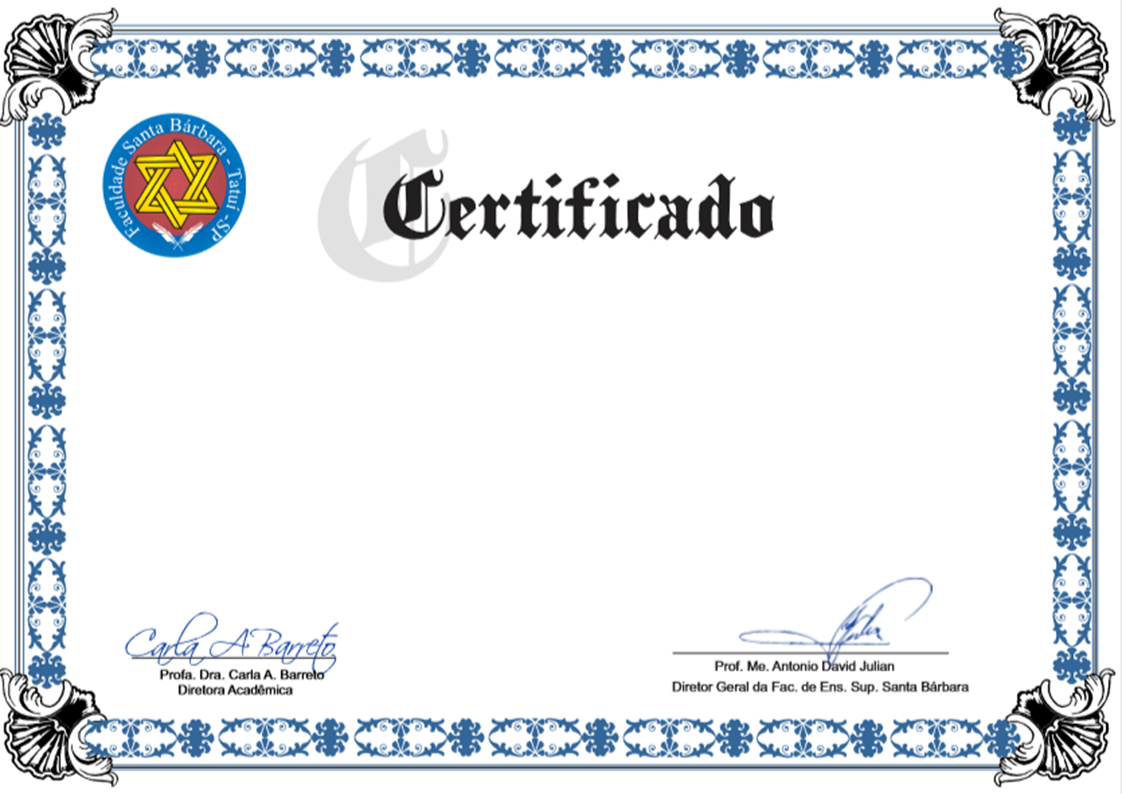 Faculdade Santa Bárbara - Tatuí - SP
C
Certificado
Carla A Barreto
Profa. Dra. Carla A. Barreto
Diretora Acadêmica
Prof. Me. Antonio David Julian
Diretor Geral da Fac. de Ens. Sup. Santa Bárbara